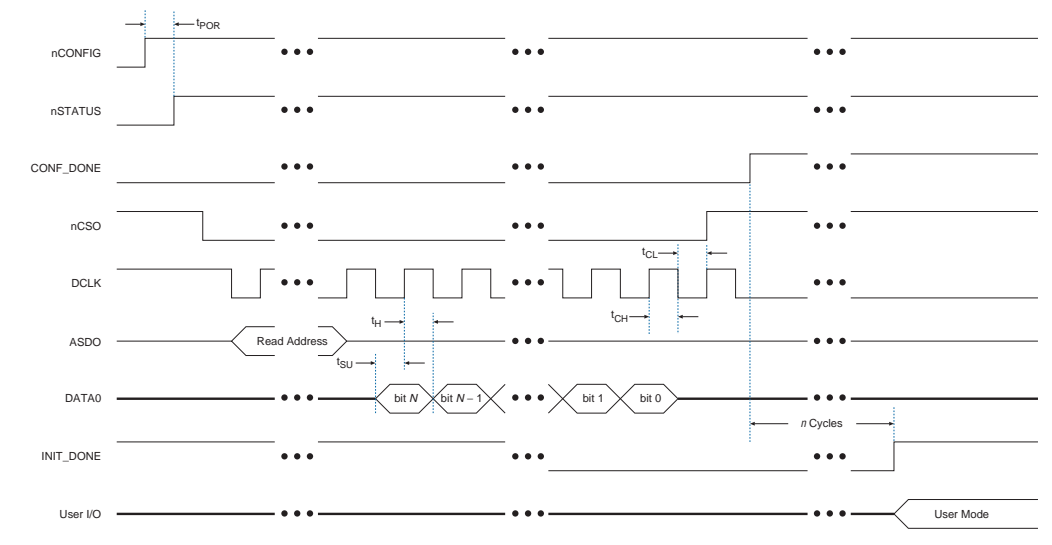 tPOR
nCONFIG
nSTATUS
CONF_DONE
nCSO
tCL
DCLK
tH
tCH
ASDO
Read Address
tSU
DATA0
bit N
bit N – 1
bit 1
bit 0
n Cycles
INIT_DONE
User I/O
User Mode